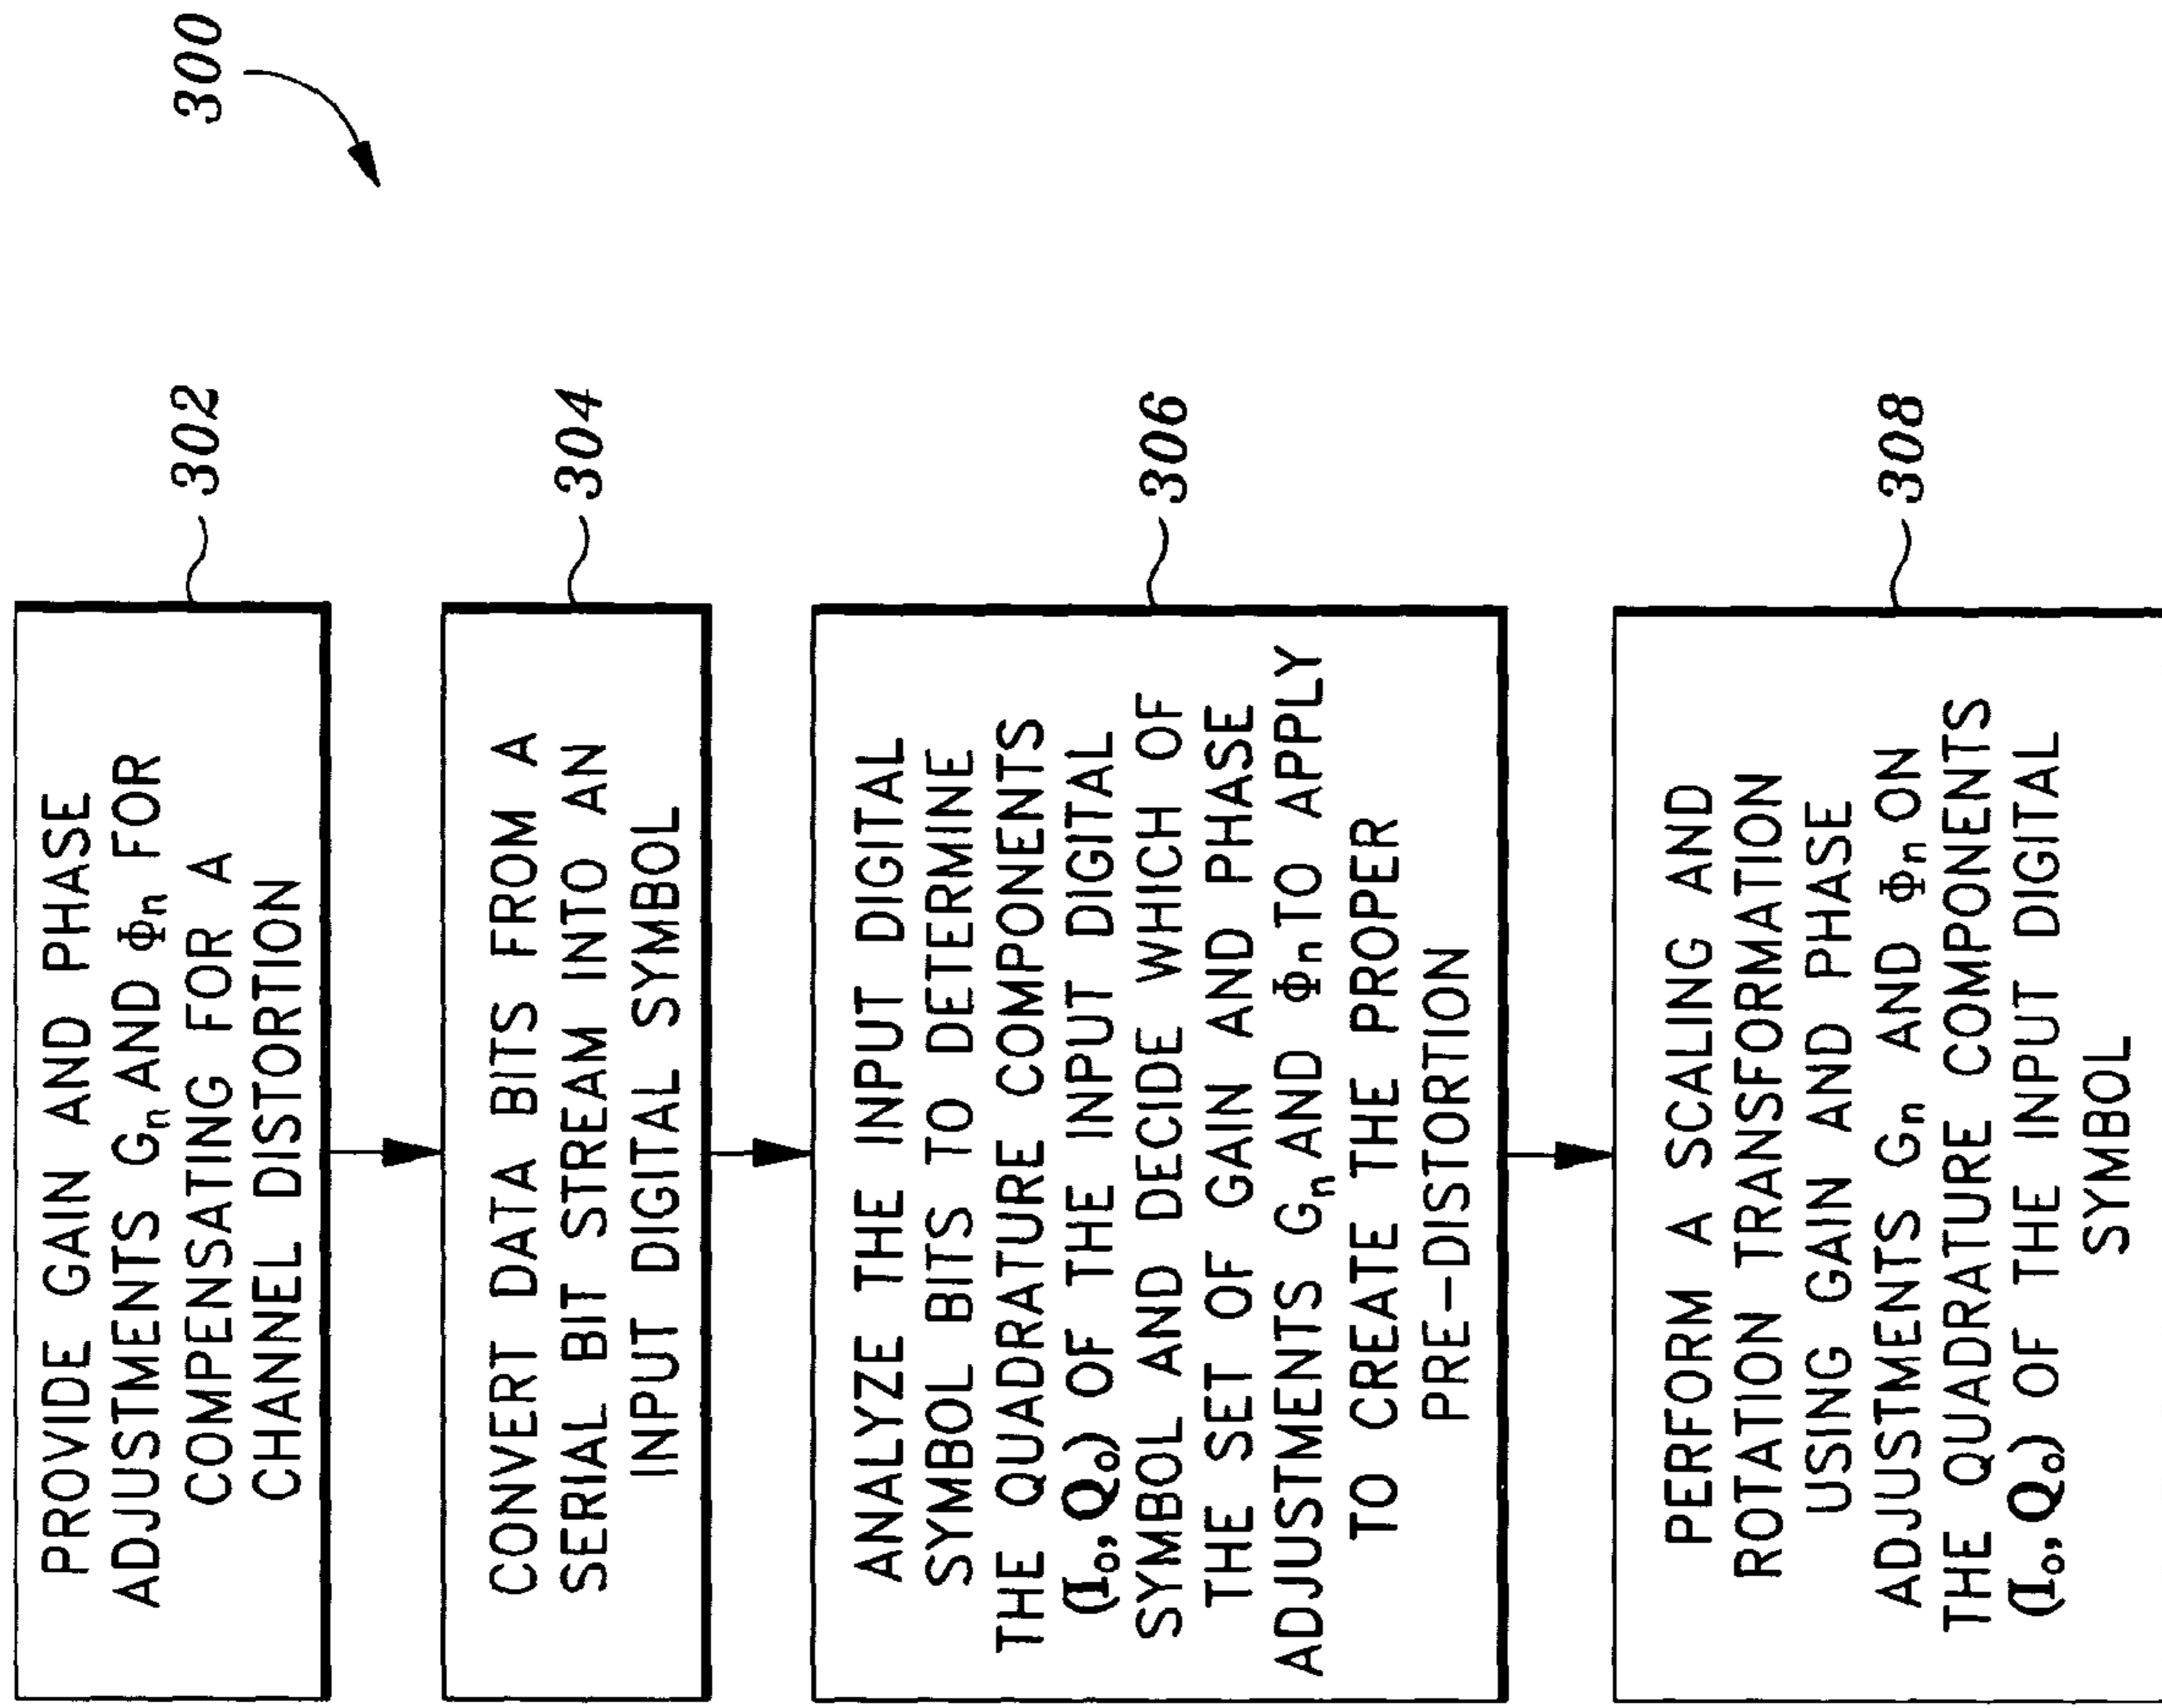 300
PROVIDE GAIN AND PHASE
ADJUSTMENTS Gn AND Φn FOR
COMPENSATING FOR A
CHANNEL DISTORTION
302
CONVERT DATA BITS FROM A
SERIAL BIT STREAM INTO AN
INPUT DIGITAL SYMBOL
304
ANALYZE THE INPUT DIGITAL
SYMBOL BITS TO DETERMINE
THE QUADRATURE COMPONENTS
(Io, Qo) OF THE INPUT DIGITAL
SYMBOL AND DECIDE WHICH OF
THE SET OF GAIN AND PHASE
ADJUSTMENTS Gn AND Φn TO APPLY
TO CREATE THE PROPER
PRE-DISTORTION
306
PERFORM A SCALING AND
ROTATION TRANSFORMATION
USING GAIN AND PHASE
ADJUSTMENTS Gn AND Φn ON
THE QUADRATURE COMPONENTS
(Io, Qo) OF THE INPUT DIGITAL
SYMBOL
308